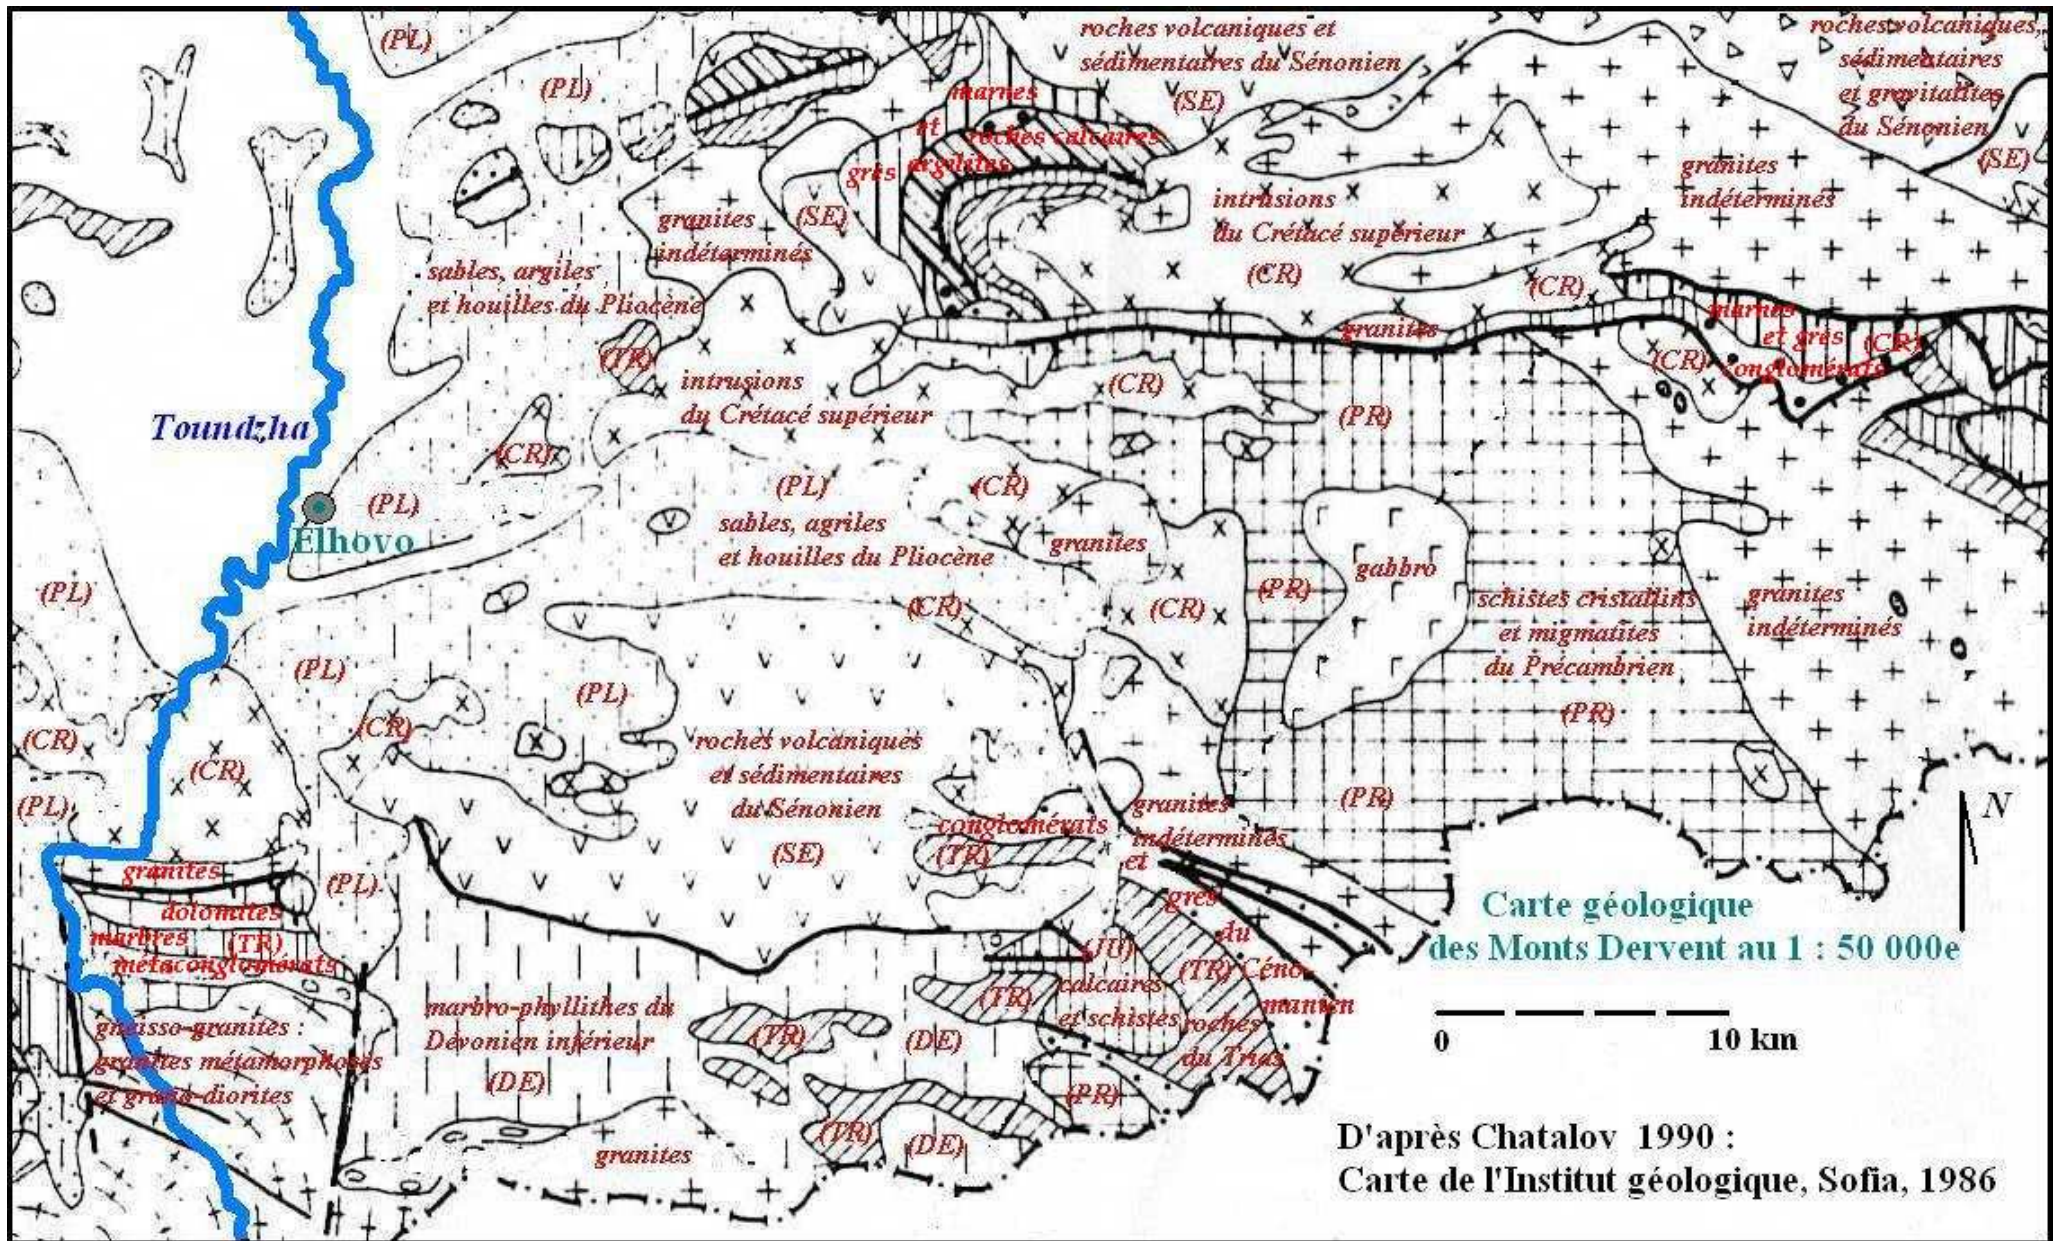 (PL)
roches volcaniques et
sédimentaires du Sénonien
(SE)
roches volcaniques,
sédimentaires
et gravitatites
du Sénonien
(SE)
(PL)
marnes
et
roches calcaires
grès
argilites
granites
indéterminés
(SE)
intrusions
du Crétacé supérieur
(CR)
granites
indéterminés
sables, argiles
et houilles du Pliocène
(CR)
marnes
et grès
(CR)
conglomérats
granites
(TR)
(CR)
intrusions
du Crétacé supérieur
(CR)
(PR)
Toundzha
(CR)
(PL)
Elhovo
(PL)
sables, agriles
et houilles du Pliocène
(CR)
granites
gabbro
(PL)
(CR)
(CR)
(PR)
schistes cristallins
et migmatites
du Précambrien
(PR)
granites
indéterminés
(PL)
(PL)
(CR)
(CR)
(CR)
roches volcaniques
et sédimentaires
du Sénonien
(SE)
(PL)
(PR)
N
granites
indéterminés
et
grès
du
Céno-
manien
conglomérats
(TR)
granites
(PL)
dolomites
marbres
(TR)
métaconglomérats
Carte géologique
des Monts Dervent au 1 : 50 000e
(JU)
calcaires
et schistes
(TR)
roches
du Trias
(TR)
marbro-phyllithes du
Dévonien inférieur
(DE)
(TR)
(DE)
0
10 km
gneisso-granites :
granites métamorphosés
et grano-diorites
(PR)
(TR)
(DE)
granites
D'après Chatalov 1990 :
Carte de l'Institut géologique, Sofia, 1986